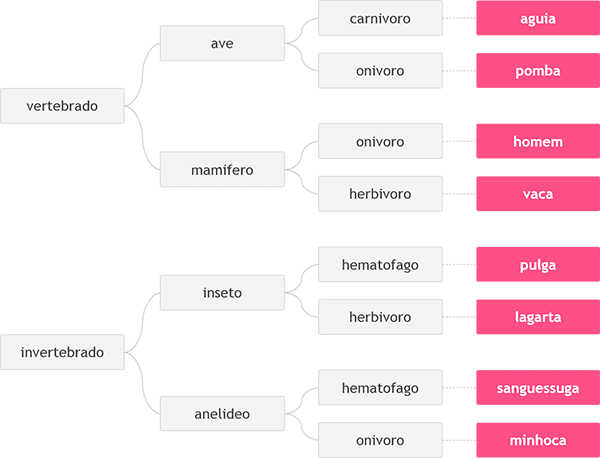 carnivoro
aguia
ave
onivoro
pomba
vertebrado
onivoro
homem
mamifero
herbivoro
vaca
hematofago
pulga
inseto
herbivoro
lagarta
invertebrado
hematofago
sanguessuga
anelideo
onivoro
minhoca